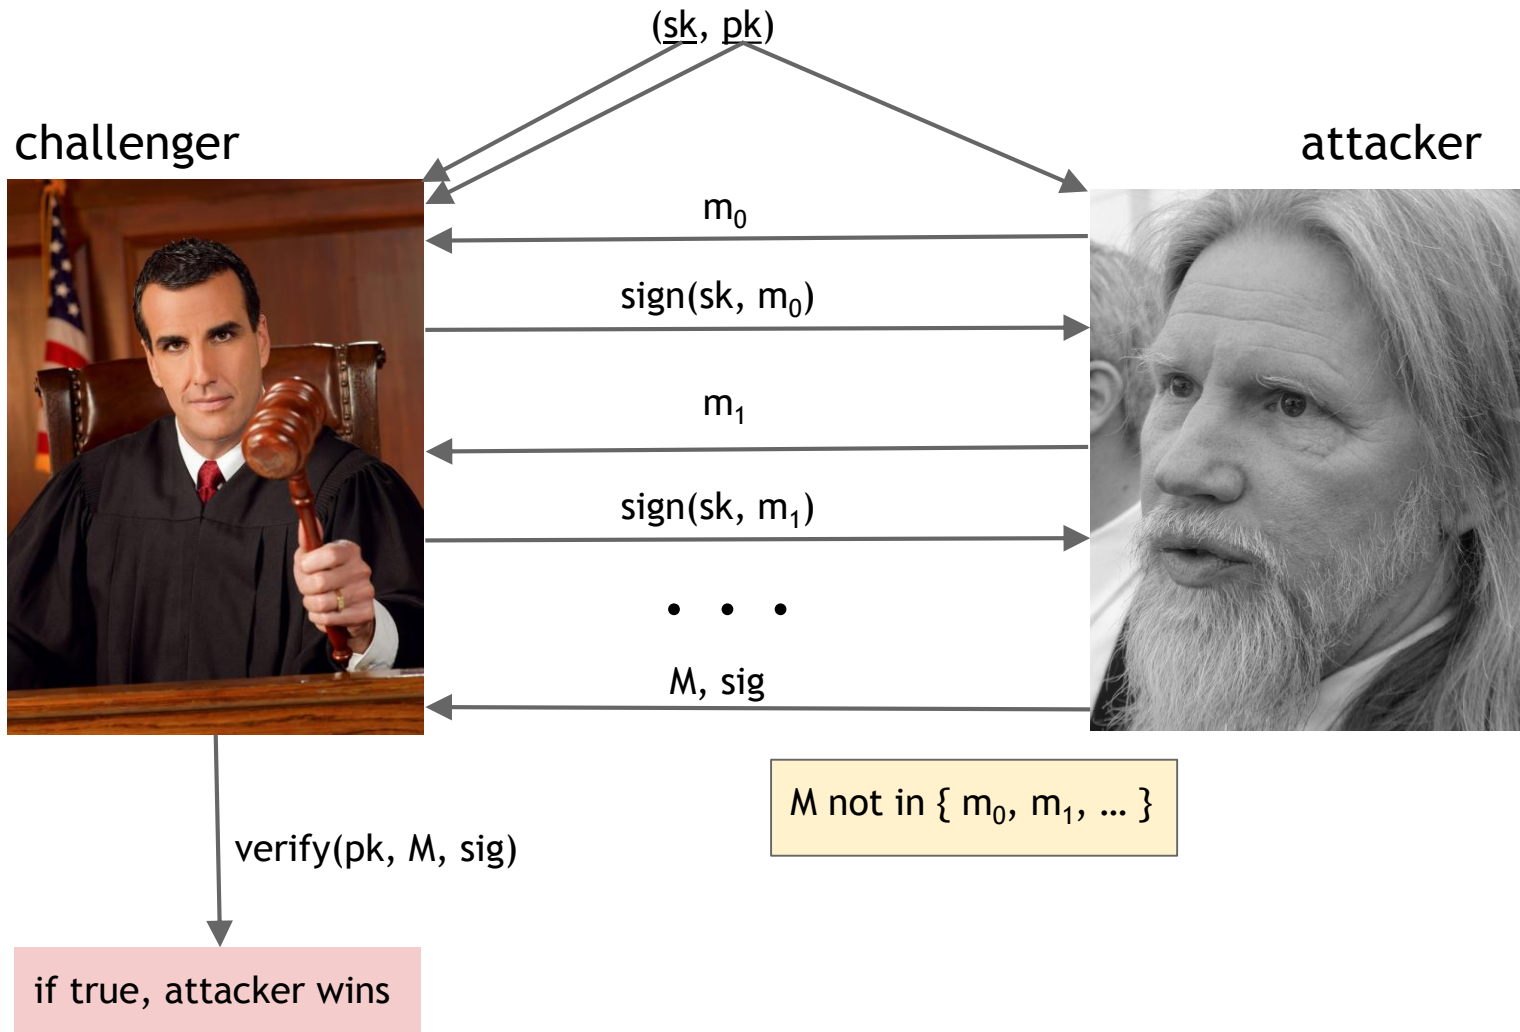 (sk, pk)
challenger
attacker
m₀
sign(sk, m₀)
m₁
sign(sk, m₁)
• • •
M, sig
M not in { m₀, m₁, … }
verify(pk, M, sig)
if true, attacker wins